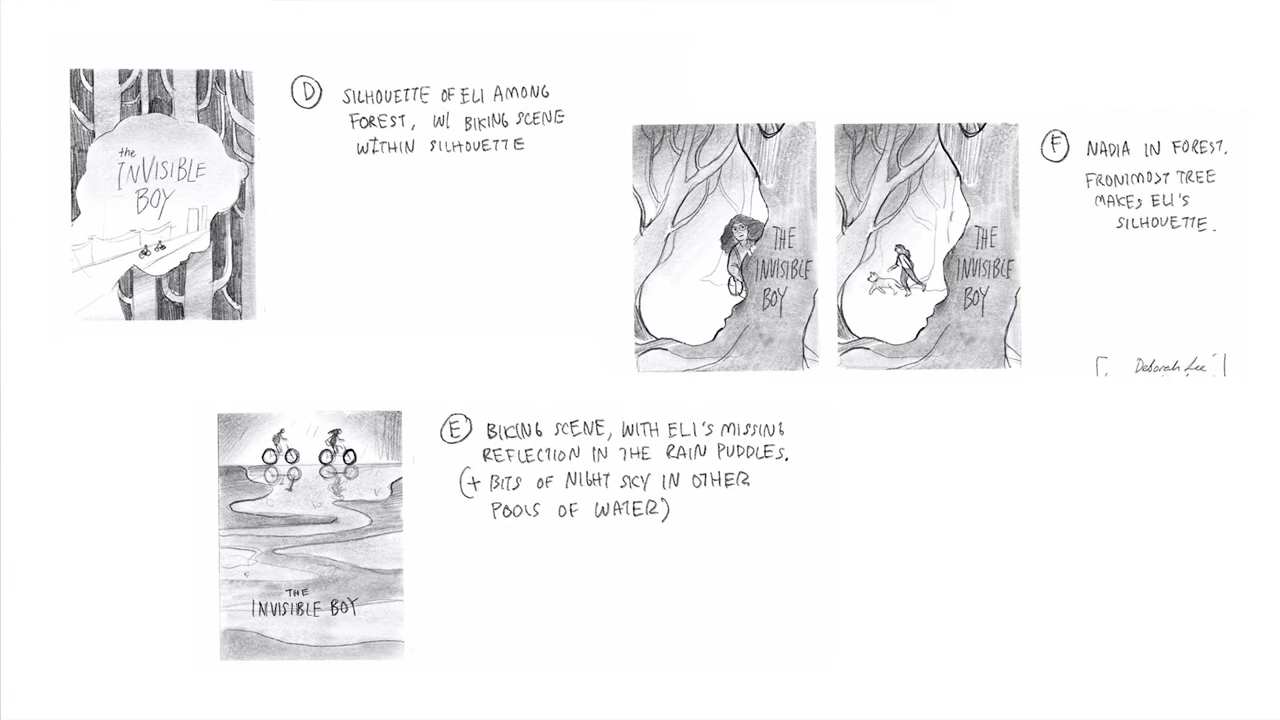 the
INVISIBLE
BOY
D
SILHOUETTE OF ELI AMONG
FOREST, W/ BIKING SCENE
WITHIN SILHOUETTE
THE
INVISIBLE
BOY
THE
INVISIBLE
BOY
F
NADIA IN FOREST.
FRONTMOST TREE
MAKES ELI'S
SILHOUETTE.
Deborah Lee
THE
INVISIBLE BOY
E
BIKING SCENE, WITH ELI'S MISSING
REFLECTION IN THE RAIN PUDDLES.
(+ BITS OF NIGHT SKY IN OTHER
POOLS OF WATER)